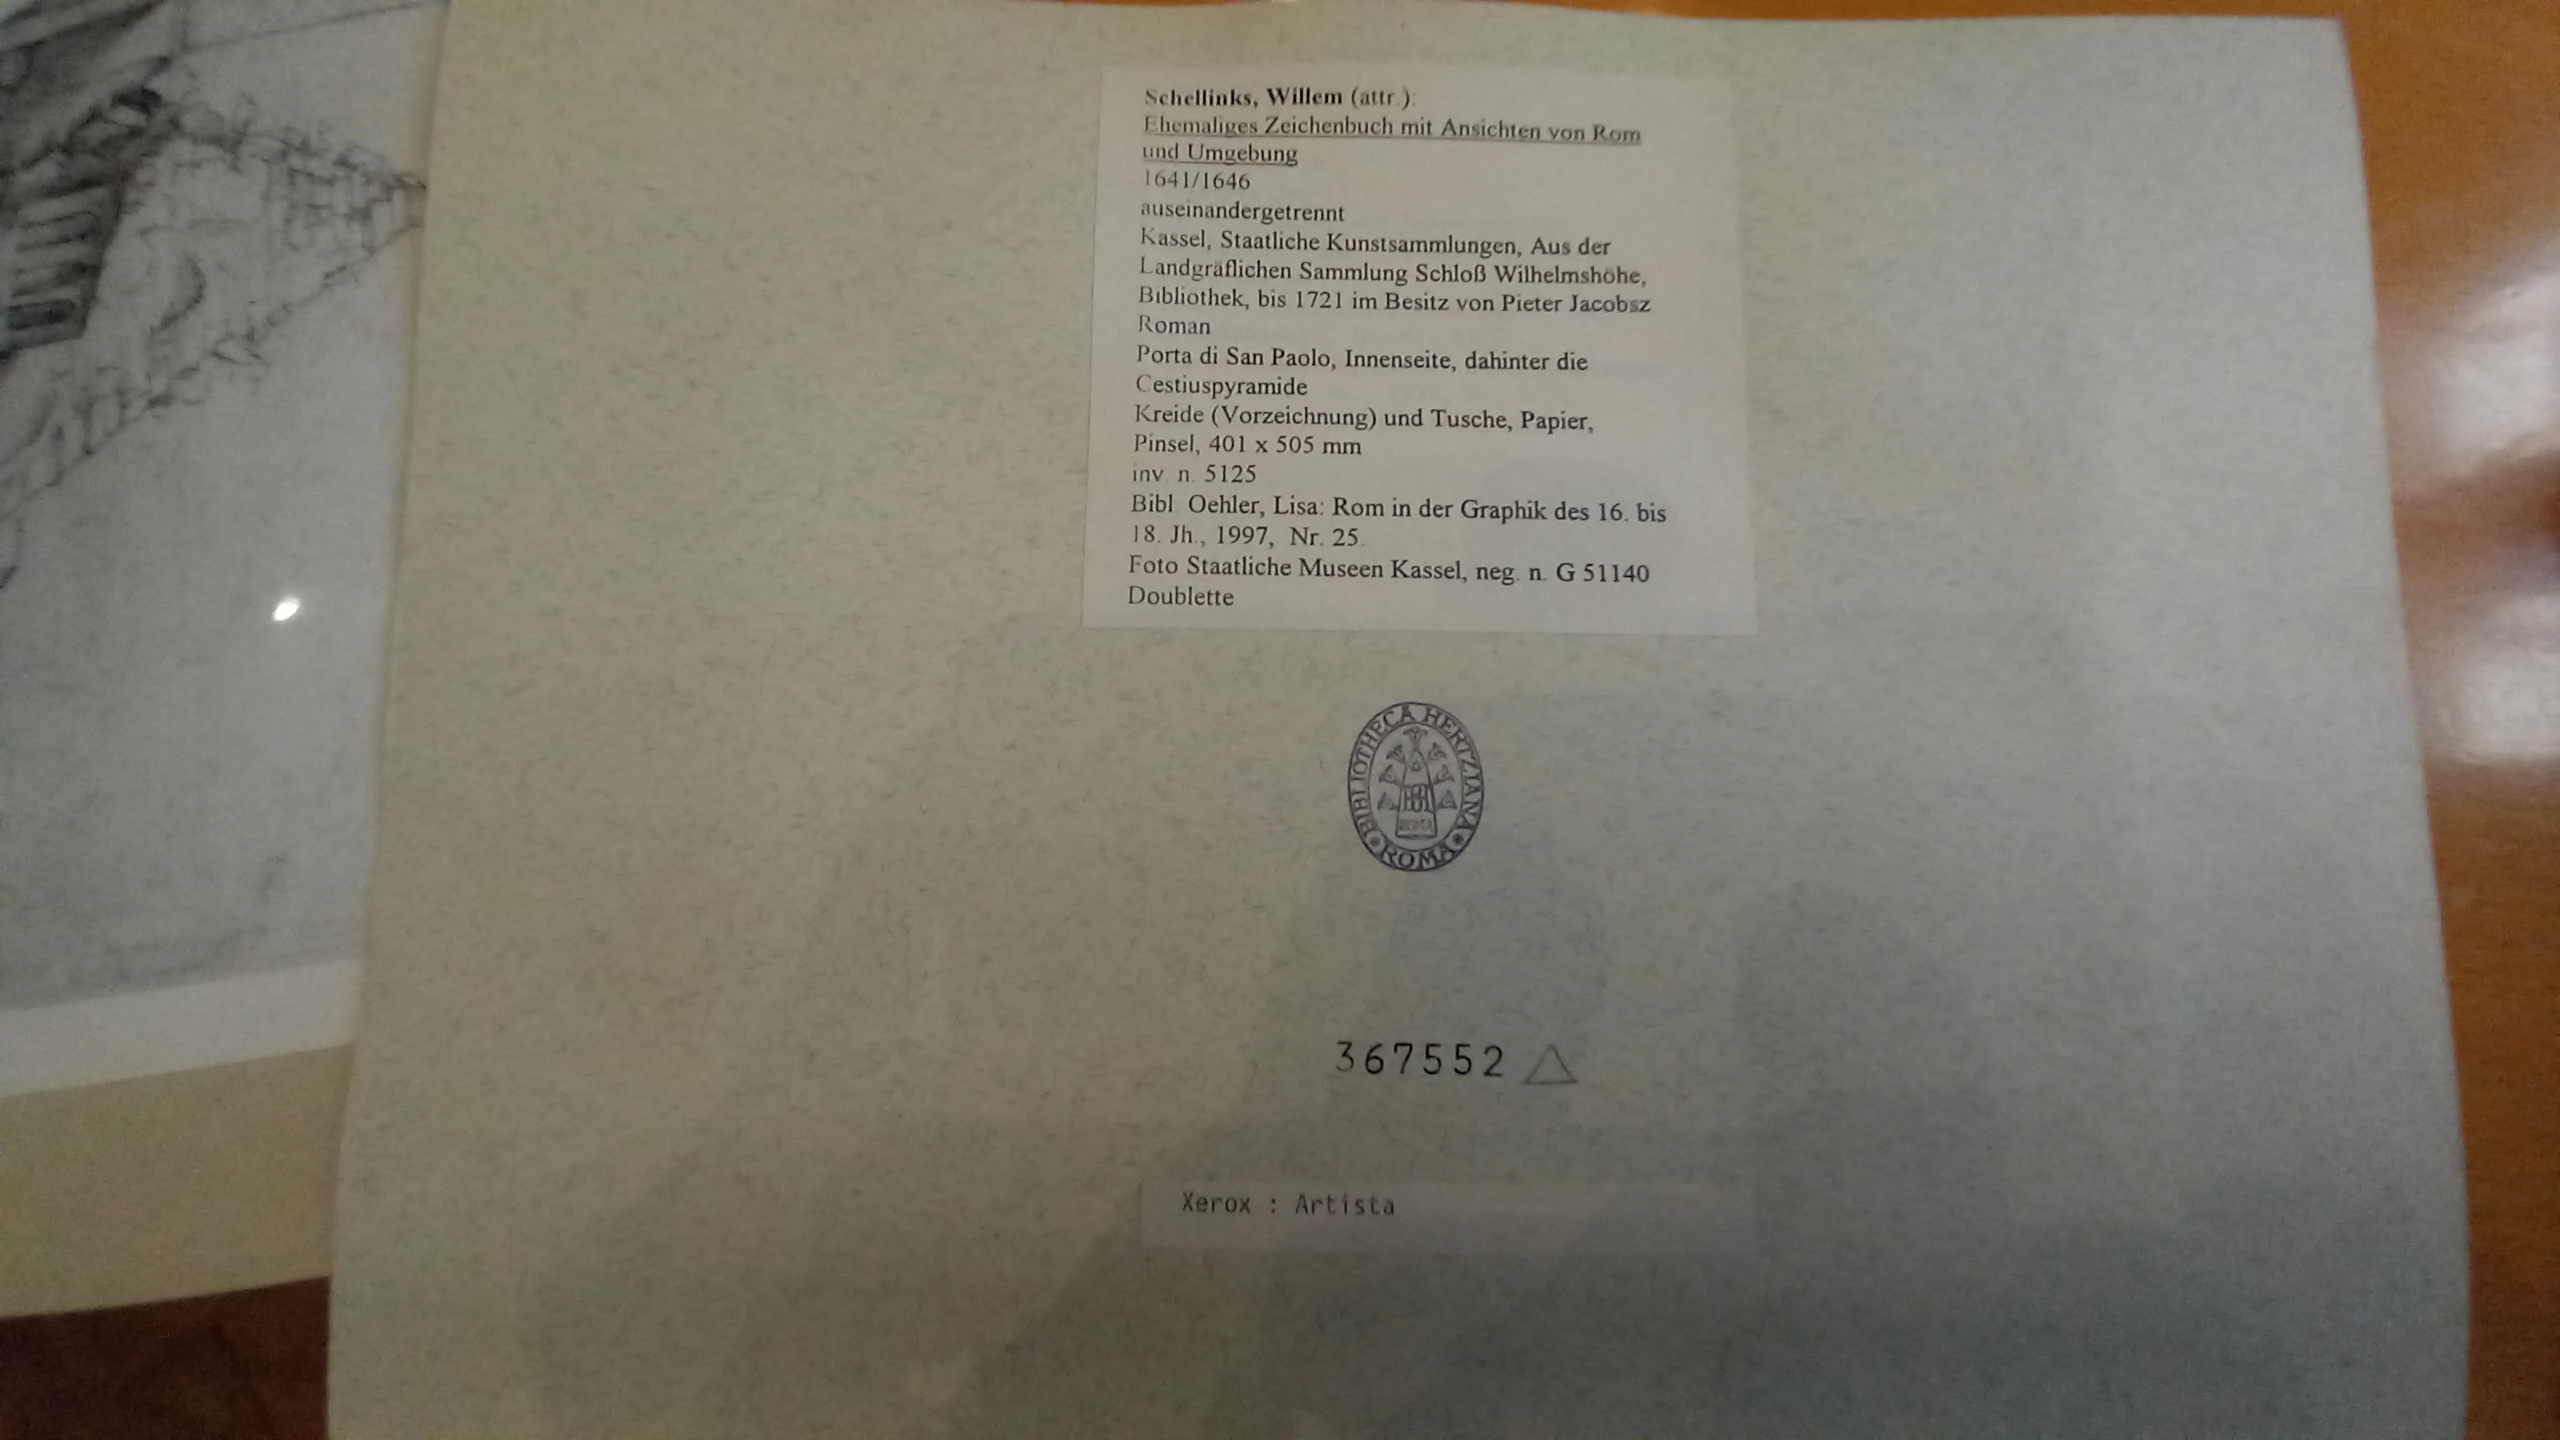 Schellinks, Willem (attr.):
Ehemaliges Zeichenbuch mit Ansichten von Rom
und Umgebung
1641/1646
auseinandergetrennt
Kassel, Staatliche Kunstsammlungen, Aus der
Landgräflichen Sammlung Schloß Wilhelmshöhe,
Bibliothek, bis 1721 im Besitz von Pieter Jacobsz
Roman
Porta di San Paolo, Innenseite, dahinter die
Cestiuspyramide
Kreide (Vorzeichnung) und Tusche, Papier,
Pinsel, 401 x 505 mm
inv. n. 5125
Bibl. Oehler, Lisa: Rom in der Graphik des 16. bis
18. Jh., 1997, Nr. 25.
Foto Staatliche Museen Kassel, neg. n. G 51140
Doublette
BIBLIOTHECA HERTZIANA • ROMA •
367552
Xerox : Artista